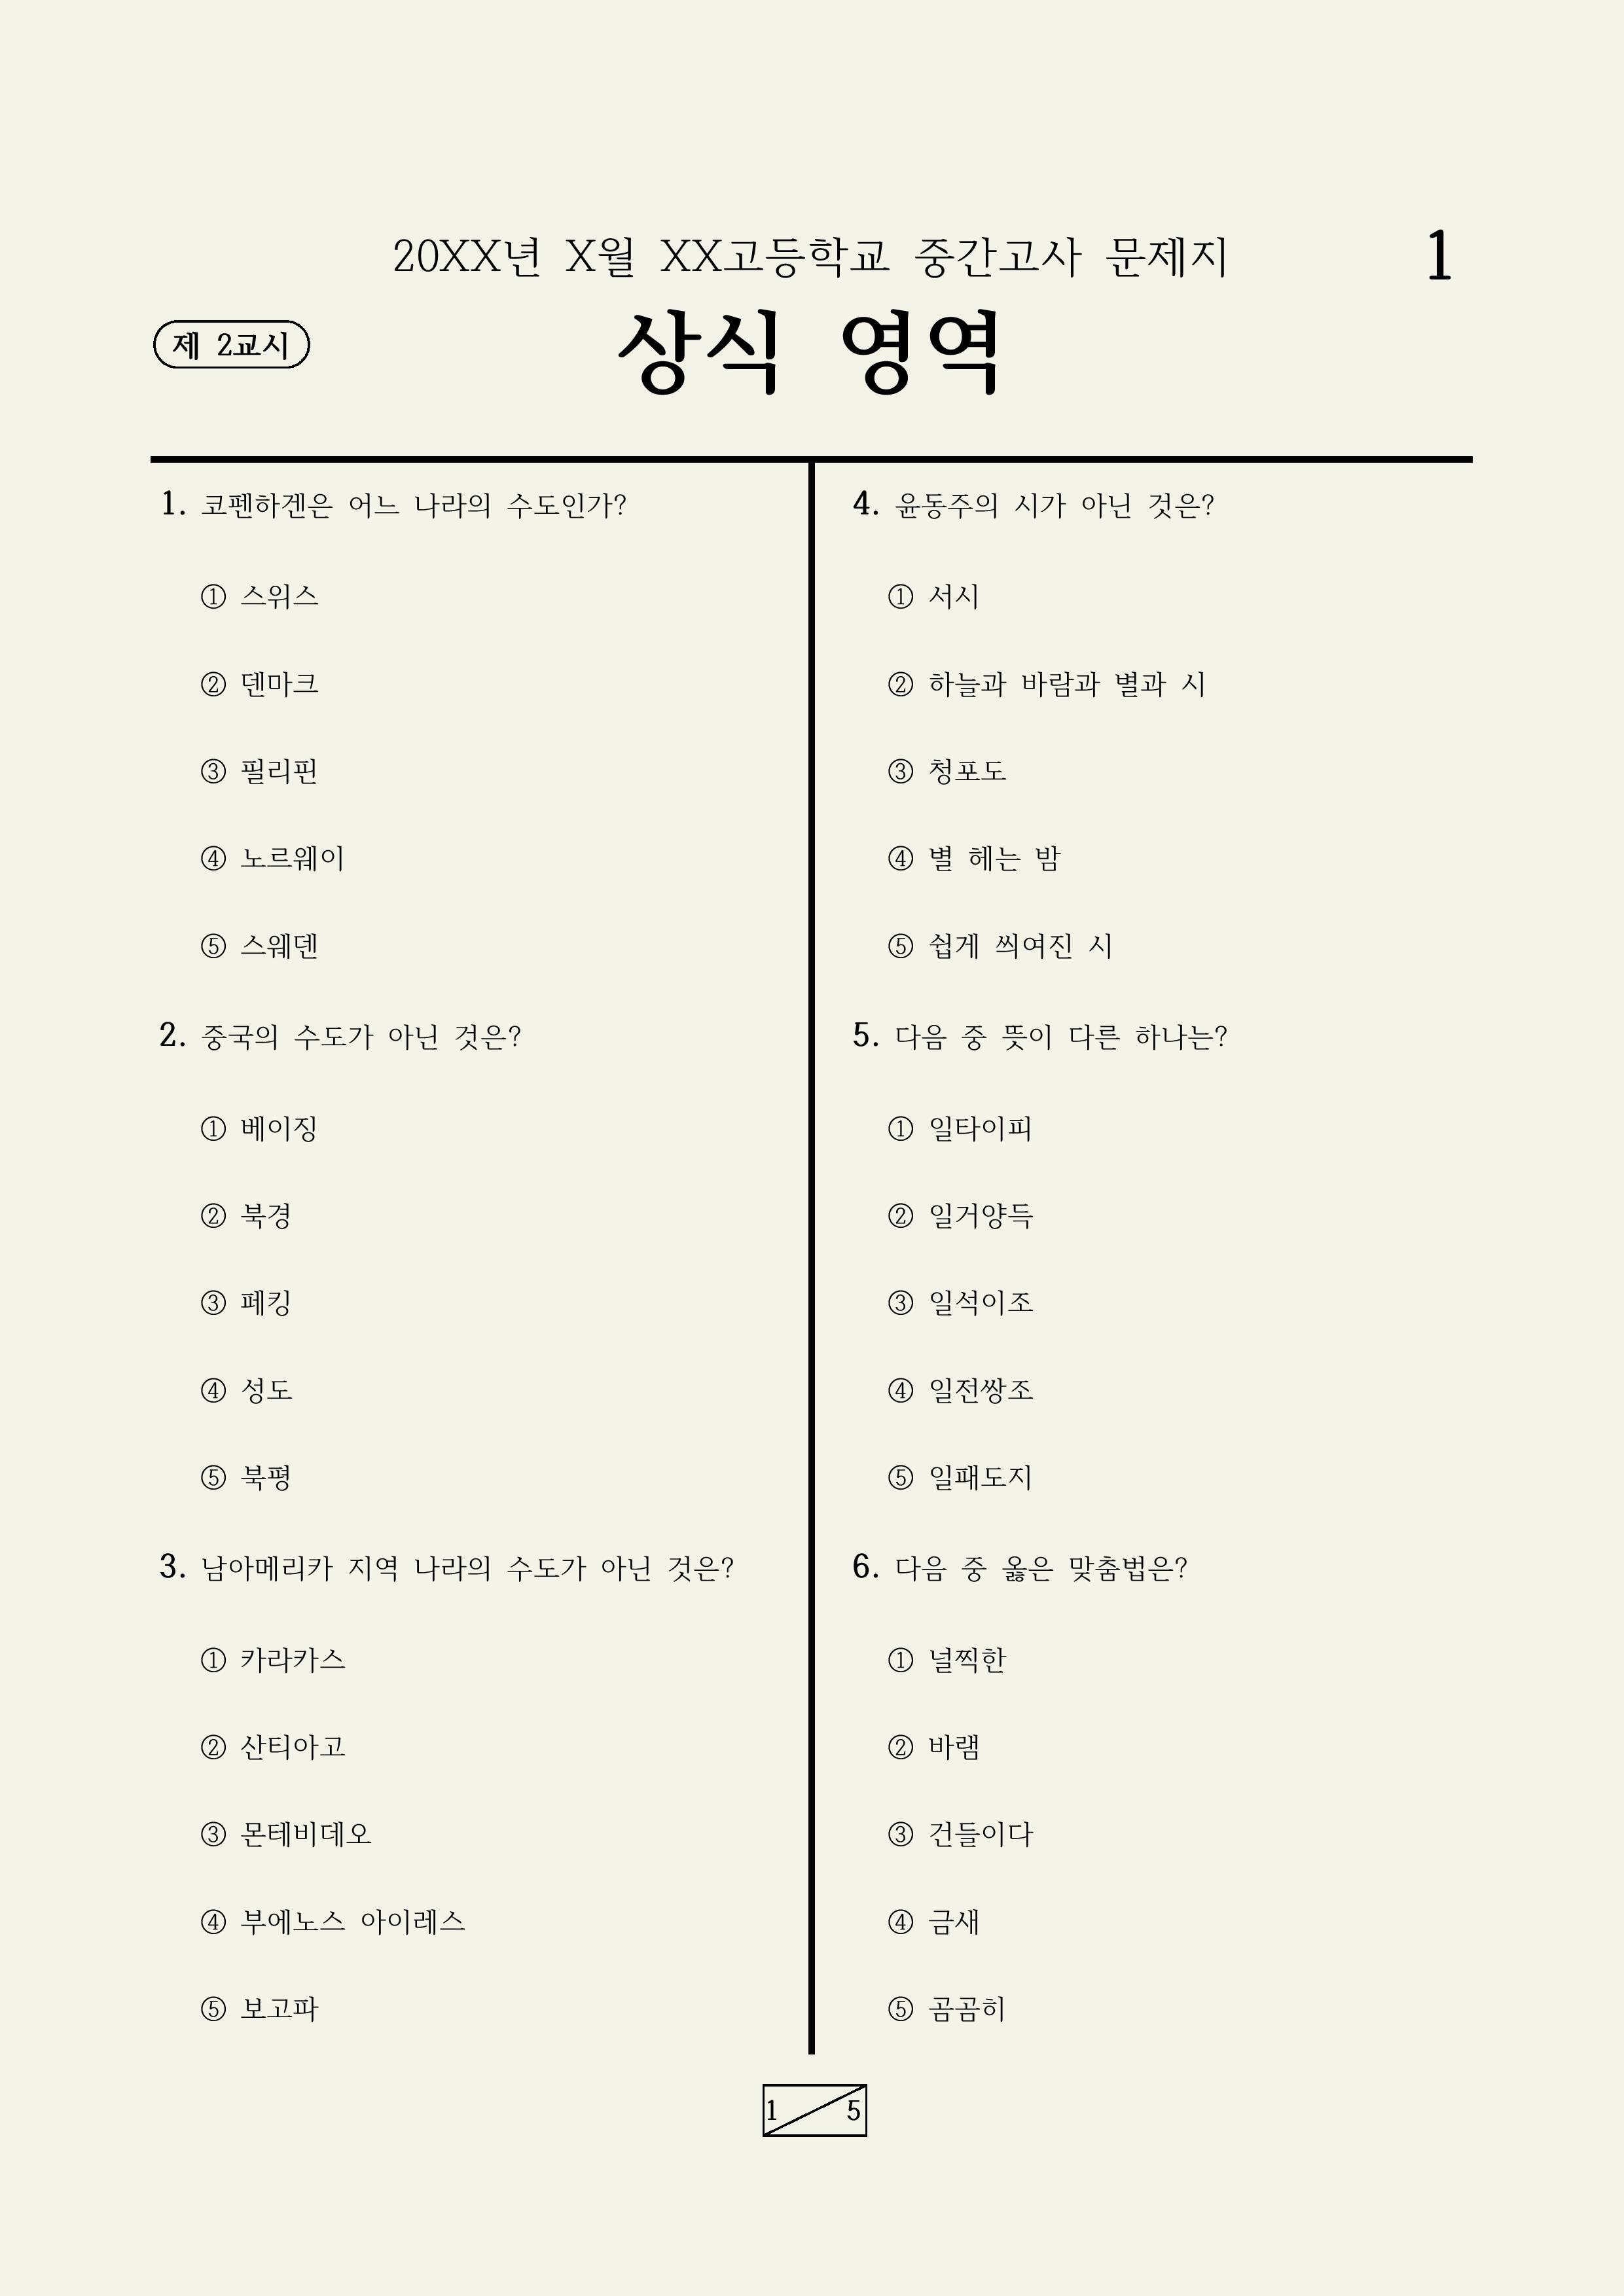 20XX년 X월 XX고등학교 중간고사 문제지
1
제 2교시
상식 영역
1. 코펜하겐은 어느 나라의 수도인가?
① 스위스
② 덴마크
③ 필리핀
④ 노르웨이
⑤ 스웨덴
2. 중국의 수도가 아닌 것은?
① 베이징
② 북경
③ 페킹
④ 성도
⑤ 북평
3. 남아메리카 지역 나라의 수도가 아닌 것은?
① 카라카스
② 산티아고
③ 몬테비데오
④ 부에노스 아이레스
⑤ 보고파
4. 윤동주의 시가 아닌 것은?
① 서시
② 하늘과 바람과 별과 시
③ 청포도
④ 별 헤는 밤
⑤ 쉽게 씌여진 시
5. 다음 중 뜻이 다른 하나는?
① 일타이피
② 일거양득
③ 일석이조
④ 일전쌍조
⑤ 일패도지
6. 다음 중 옳은 맞춤법은?
① 널찍한
② 바램
③ 건들이다
④ 금새
⑤ 곰곰히
1 5